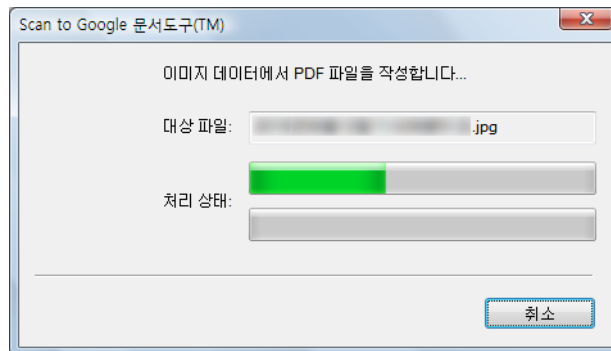 Scan to Google 문서도구(TM)
이미지 데이터에서 PDF 파일을 작성합니다...
대상 파일:
.jpg
처리 상태:
취소